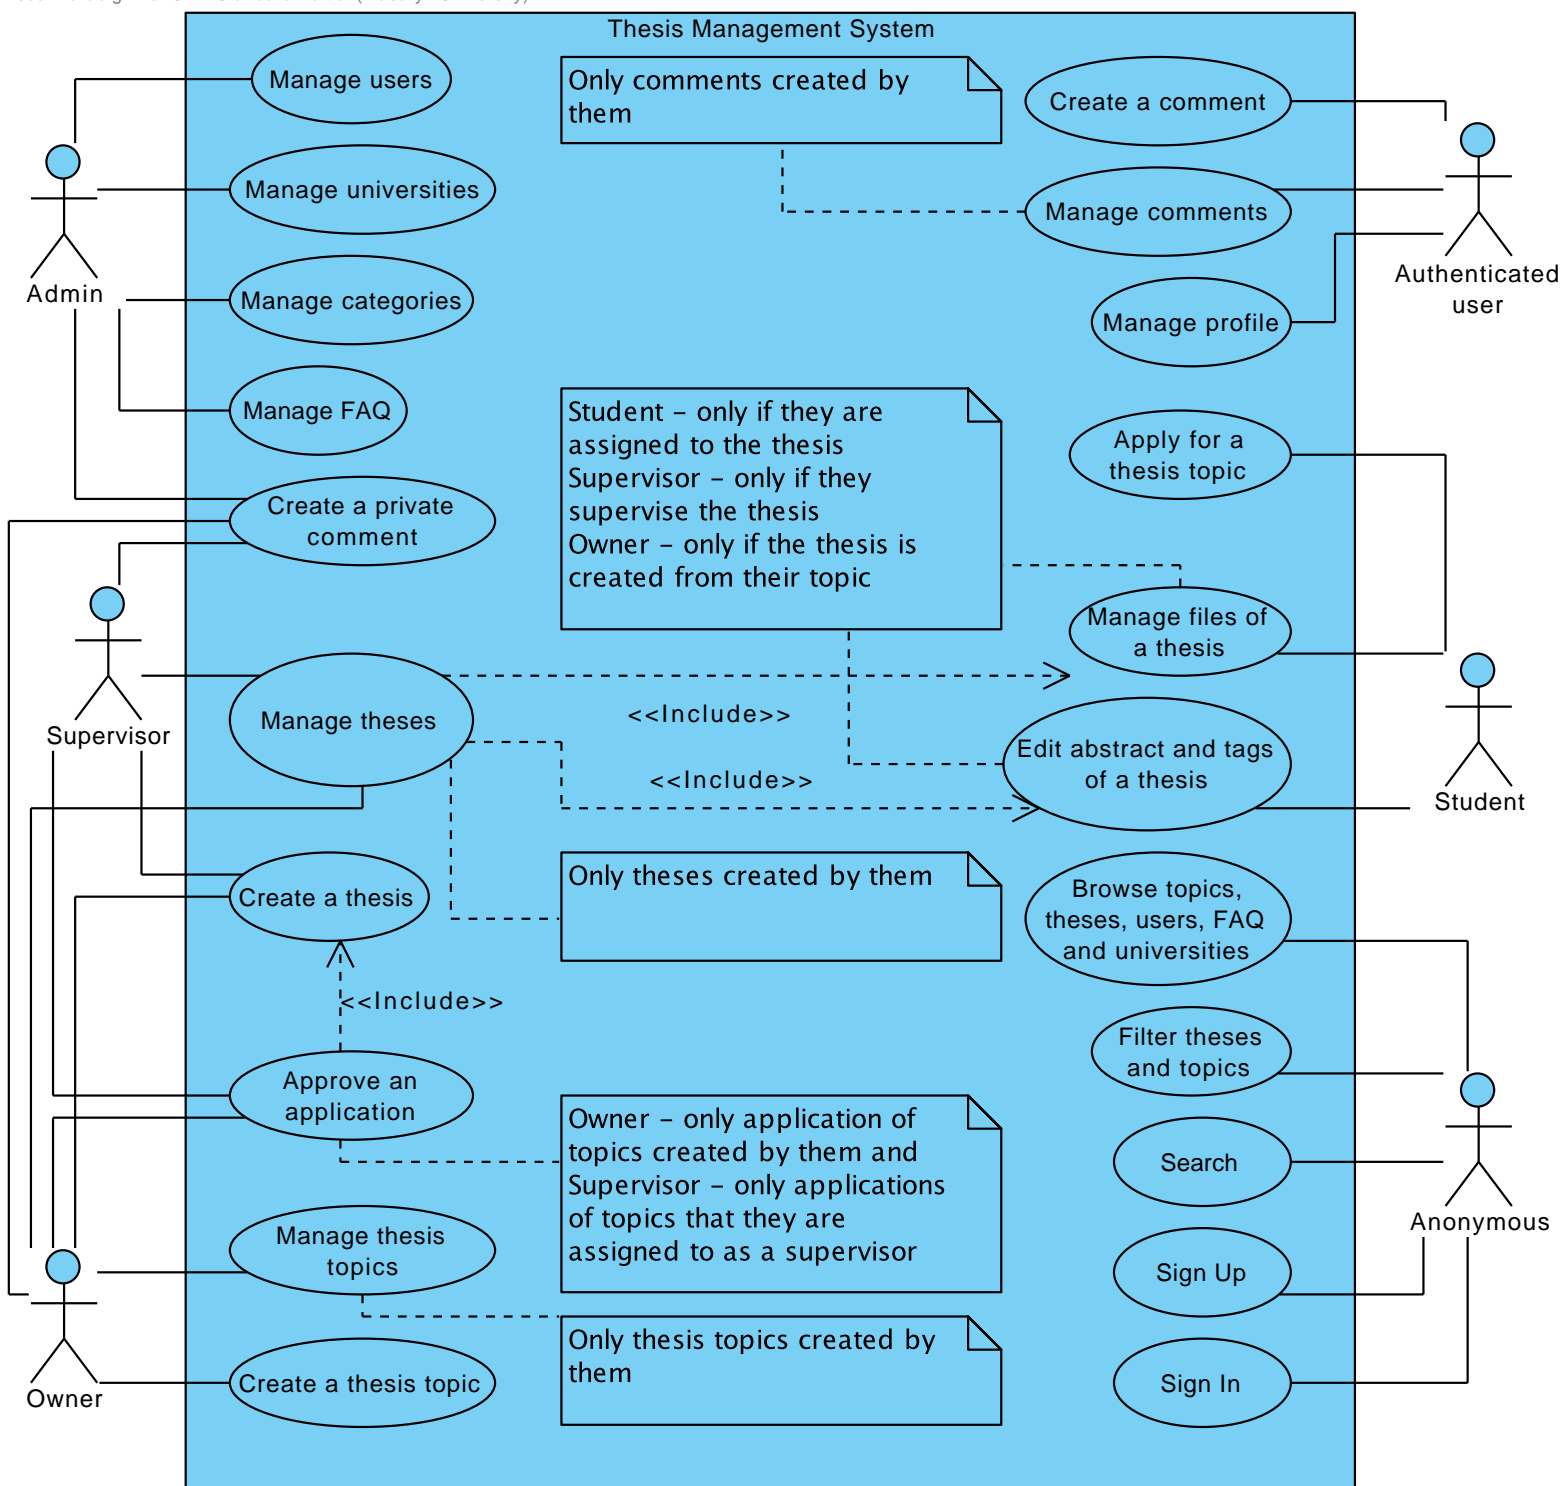 Thesis Management System
Manage users
Only comments created by
them
Create a comment
Manage universities
Manage comments
Admin
Authenticated
user
Manage categories
Manage profile
Manage FAQ
Student – only if they are
assigned to the thesis
Supervisor – only if they
supervise the thesis
Owner – only if the thesis is
created from their topic
Apply for a
thesis topic
Create a private
comment
Manage files of
a thesis
Supervisor
Manage theses
<<Include>>
<<Include>>
Edit abstract and tags
of a thesis
Student
Create a thesis
Only theses created by them
Browse topics,
theses, users, FAQ
and universities
<<Include>>
Filter theses
and topics
Approve an
application
Owner – only application of
topics created by them and
Supervisor – only applications
of topics that they are
assigned to as a supervisor
Search
Anonymous
Manage thesis
topics
Sign Up
Only thesis topics created by
them
Create a thesis topic
Sign In
Owner